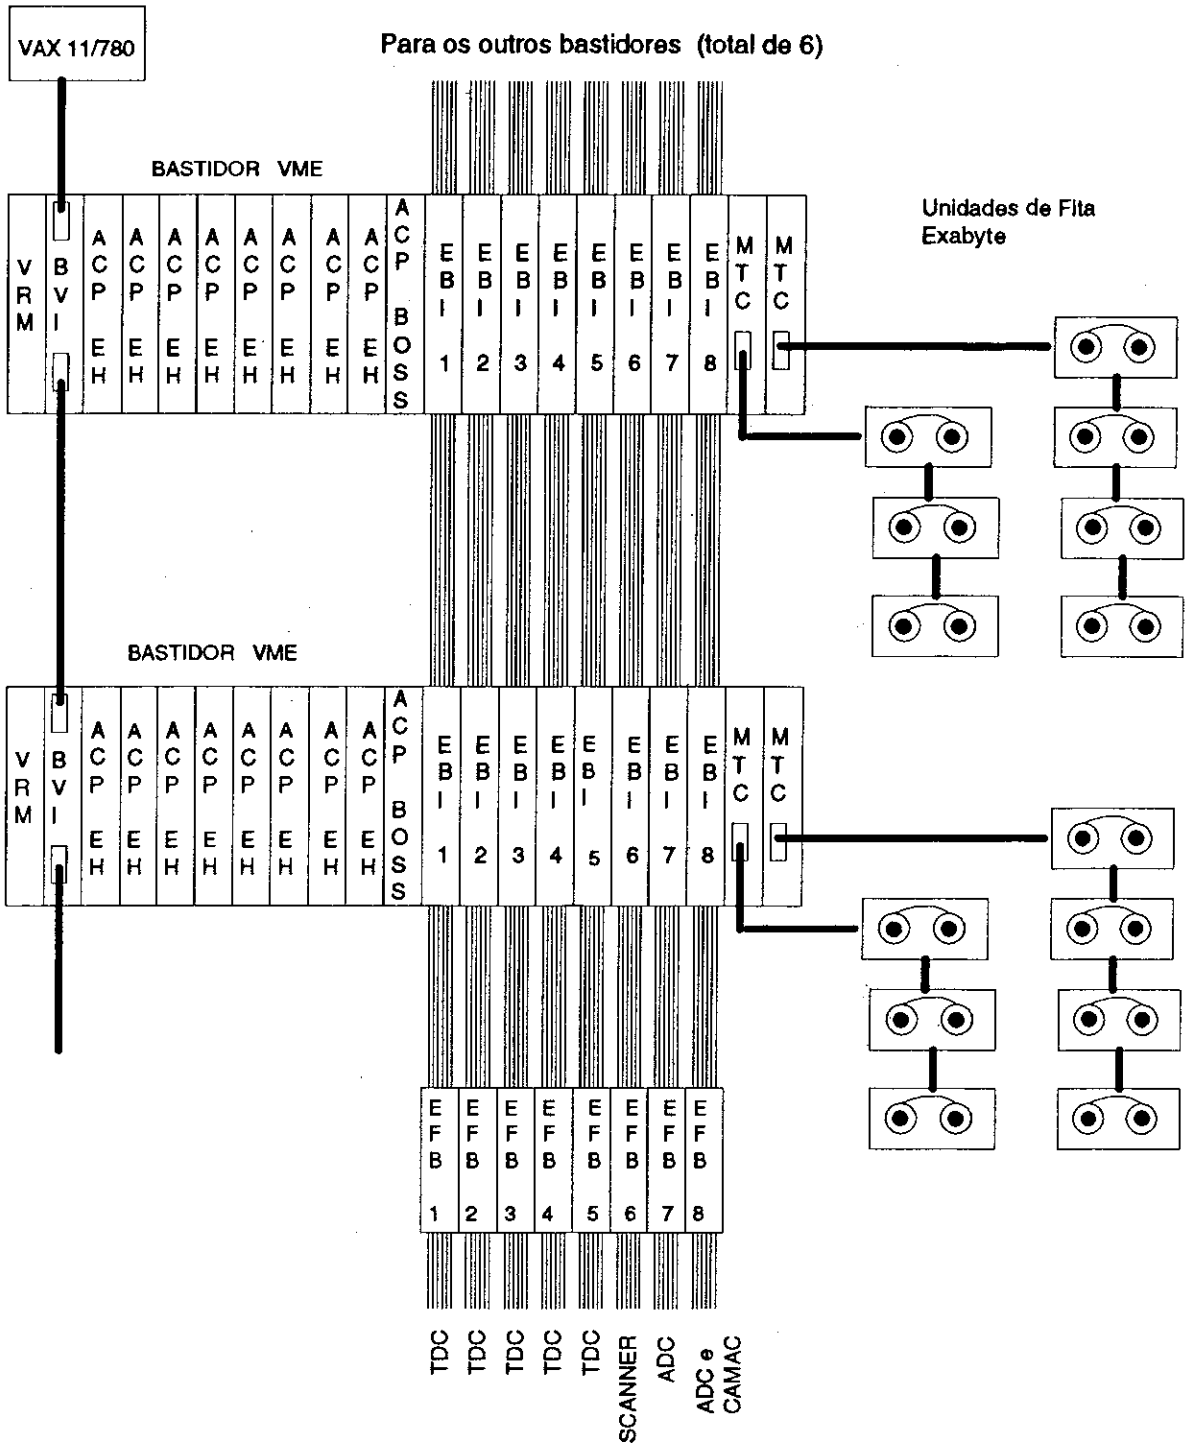 VAX 11/780
Para os outros bastidores (total de 6)
BASTIDOR VME
Unidades de Fita
Exabyte
VRM
BVI
ACP EH
ACP EH
ACP EH
ACP EH
ACP EH
ACP EH
ACP EH
ACP EH
ACP BOSS
EBI 1
EBI 2
EBI 3
EBI 4
EBI 5
EBI 6
EBI 7
EBI 8
MTC
MTC
BASTIDOR VME
VRM
BVI
ACP EH
ACP EH
ACP EH
ACP EH
ACP EH
ACP EH
ACP EH
ACP EH
ACP BOSS
EBI 1
EBI 2
EBI 3
EBI 4
EBI 5
EBI 6
EBI 7
EBI 8
MTC
MTC
EFB 1
EFB 2
EFB 3
EFB 4
EFB 5
EFB 6
EFB 7
EFB 8
TDC
TDC
TDC
TDC
TDC
SCANNER
ADC
ADC e
CAMAC